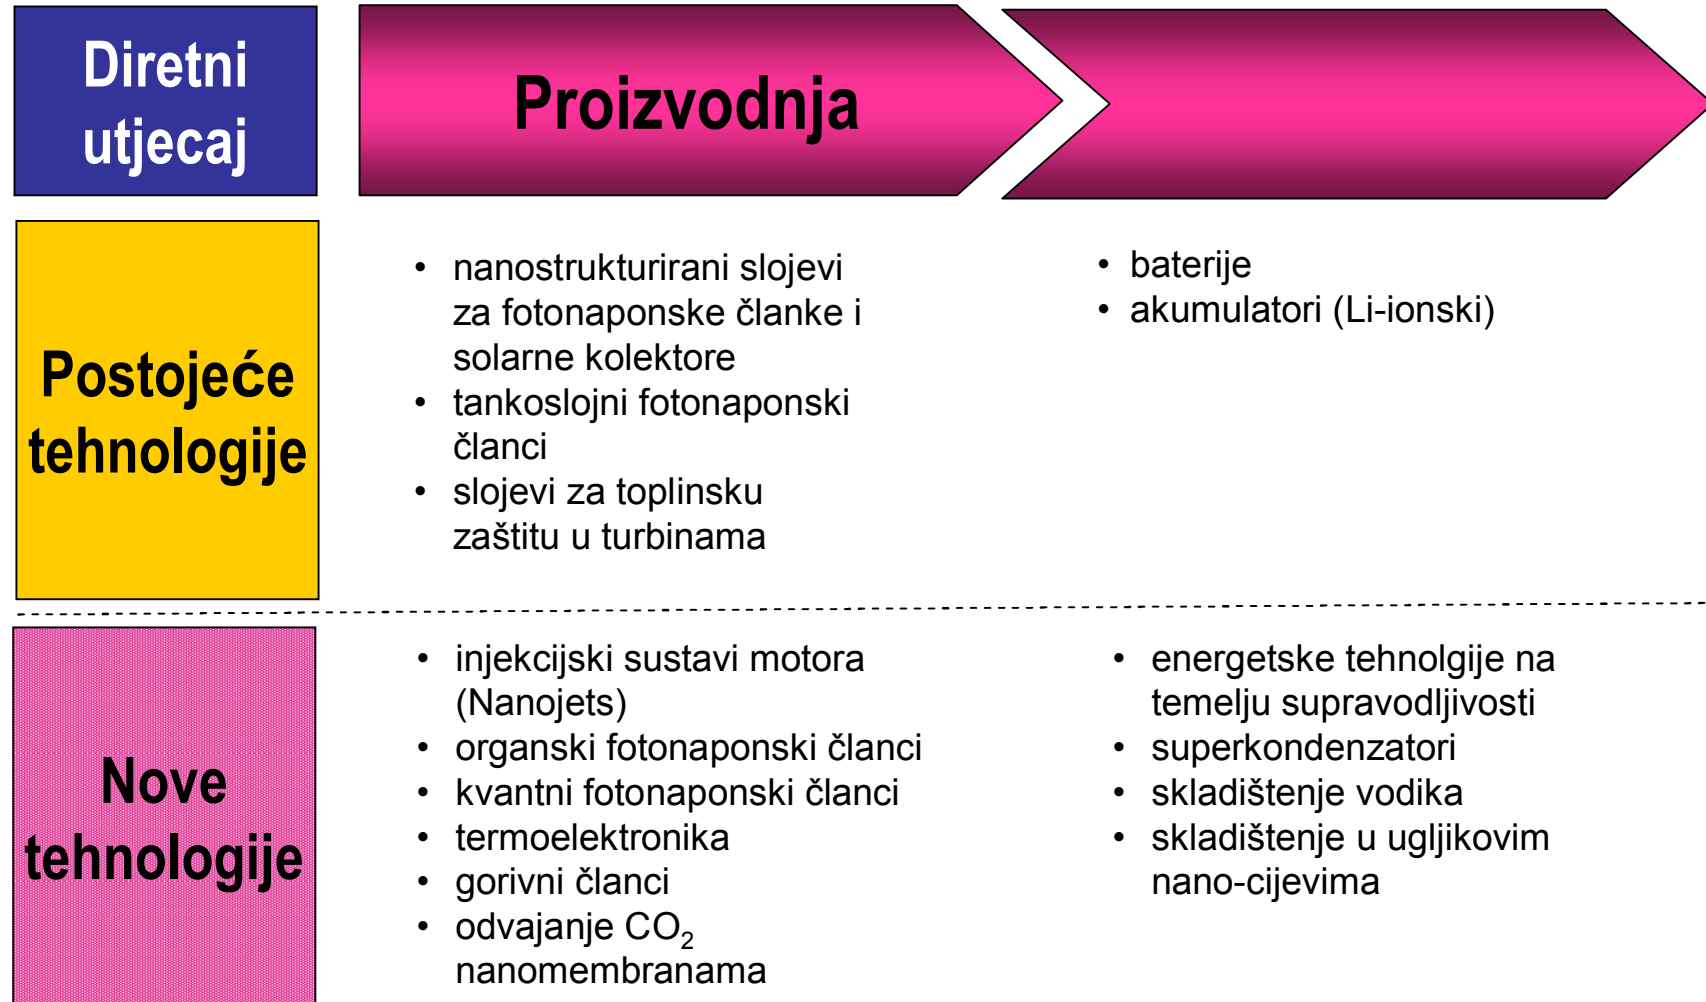 Diretni
utjecaj
Proizvodnja
Postojeće
tehnologije
• nanostrukturirani slojevi
za fotonaponske članke i
solarne kolektore
• tankoslojni fotonaponski
članci
• slojevi za toplinsku
zaštitu u turbinama
• baterije
• akumulatori (Li-ionski)
Nove
tehnologije
• injekcijski sustavi motora
(Nanojets)
• organski fotonaponski članci
• kvantni fotonaponski članci
• termoelektronika
• gorivni članci
• odvajanje CO₂
nanomembranama
• energetske tehnolgije na
temelju supravodljivosti
• superkondenzatori
• skladištenje vodika
• skladištenje u ugljikovim
nano-cijevima